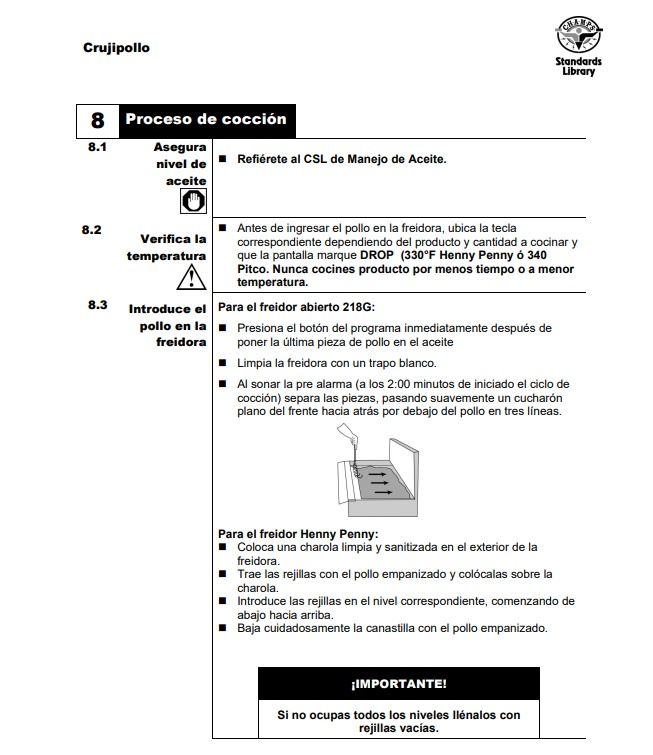 Crujipollo
CHAMPS
Standards
Library
8 Proceso de cocción
8.1 Asegura
nivel de
aceite
■ Refiérete al CSL de Manejo de Aceite.
8.2 Verifica la
temperatura
■ Antes de ingresar el pollo en la freidora, ubica la tecla
correspondiente dependiendo del producto y cantidad a cocinar y
que la pantalla marque DROP (330°F Henny Penny ó 340
Pitco. Nunca cocines producto por menos tiempo o a menor
temperatura.
8.3 Introduce el
pollo en la
freidora
Para el freidor abierto 218G:
■ Presiona el botón del programa inmediatamente después de
poner la última pieza de pollo en el aceite
■ Limpia la freidora con un trapo blanco.
■ Al sonar la pre alarma (a los 2:00 minutos de iniciado el ciclo de
cocción) separa las piezas, pasando suavemente un cucharón
plano del frente hacia atrás por debajo del pollo en tres líneas.
Para el freidor Henny Penny:
■ Coloca una charola limpia y sanitizada en el exterior de la
freidora.
■ Trae las rejillas con el pollo empanizado y colócalas sobre la
charola.
■ Introduce las rejillas en el nivel correspondiente, comenzando de
abajo hacia arriba.
■ Baja cuidadosamente la canastilla con el pollo empanizado.
¡IMPORTANTE!
Si no ocupas todos los niveles llénalos con
rejillas vacías.